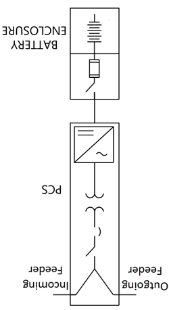 BATTERY
ENCLOSURE
PCS
Incoming
Feeder
Outgoing
Feeder